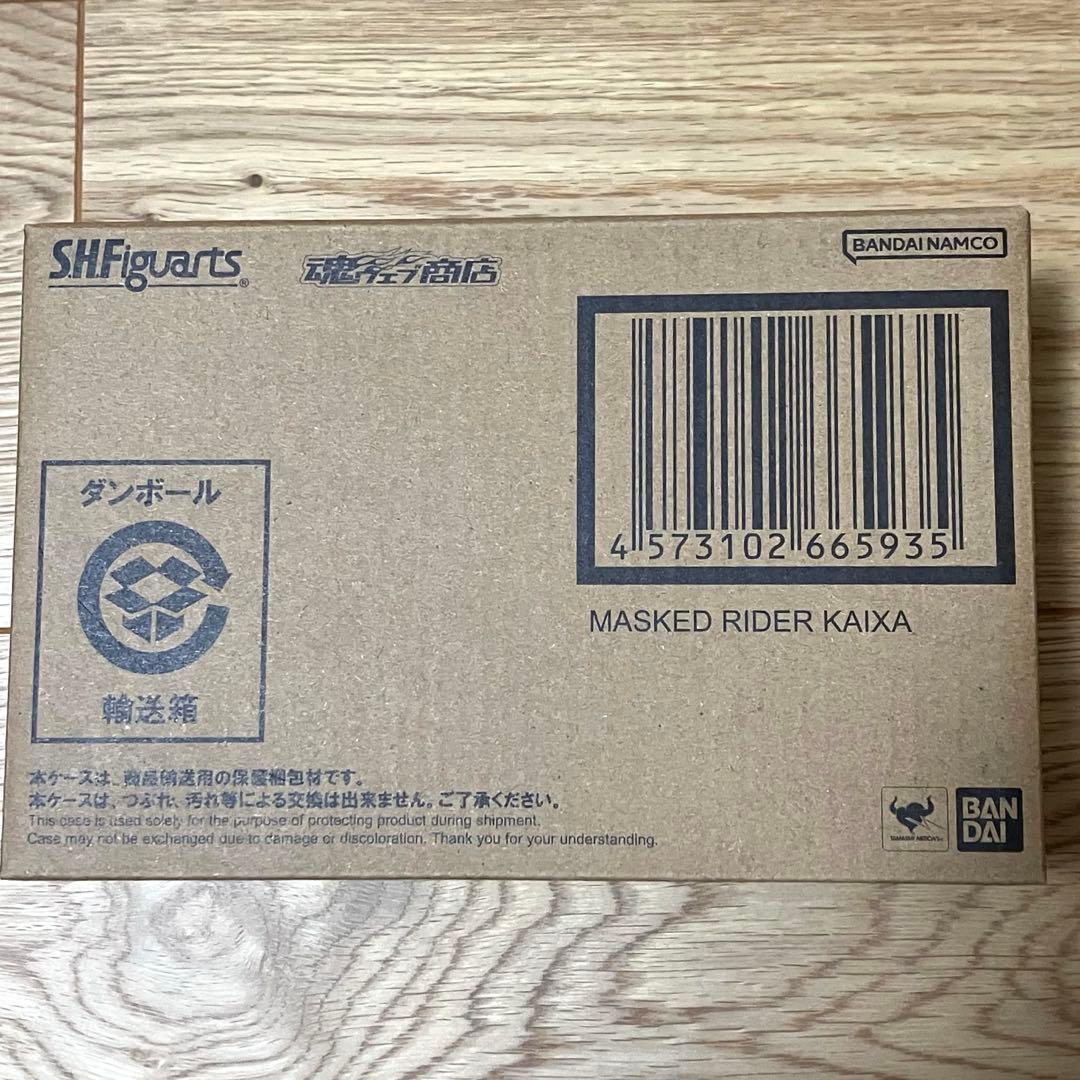 S.H.Figuarts®
魂ウェブ商店
BANDAI NAMCO
4 573102 665935
MASKED RIDER KAIXA
ダンボール
輸送箱
本ケースは、商品輸送用の保護梱包材です。
本ケースは、つぶれ、汚れ等による交換は出来ません。ご了承ください。
This case is used solely for the purpose of protecting product during shipment.
Case may not be exchanged due to damage or discoloration. Thank you for your understanding.
TAMASHII NATIONS
BAN
DAI